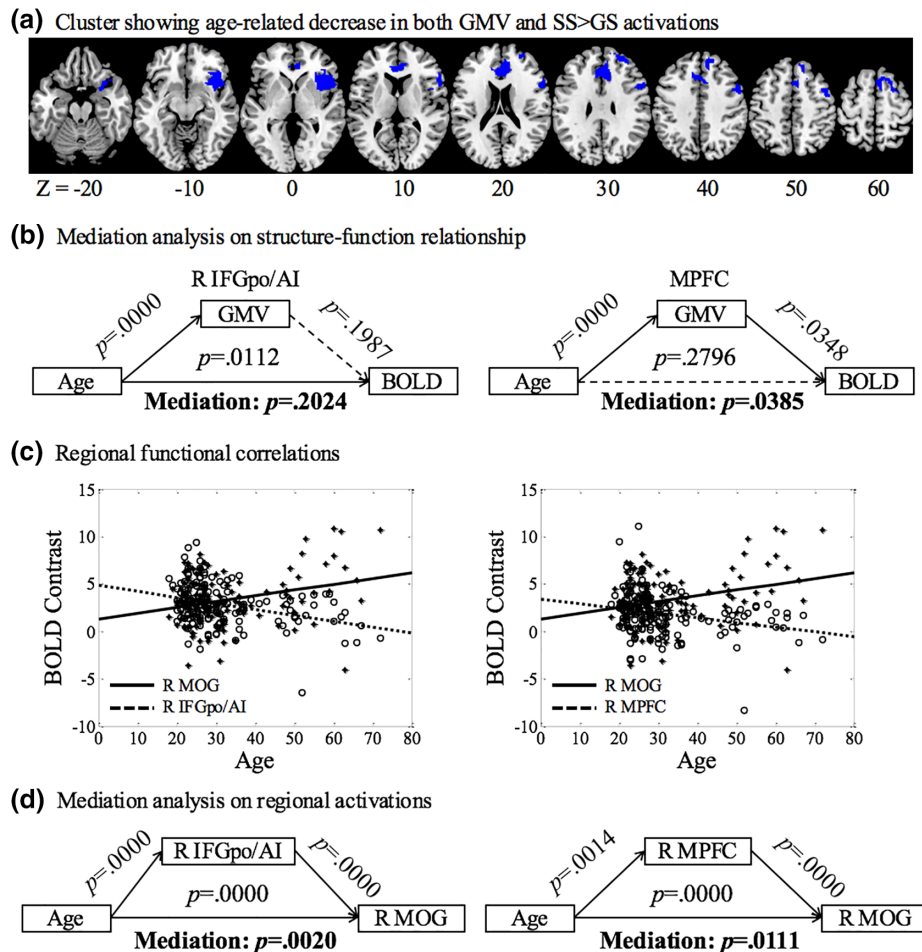 (a) Cluster showing age-related decrease in both GMV and SS>GS activations
Z = -20 -10 0 10 20 30 40 50 60
(b) Mediation analysis on structure-function relationship
R IFGpo/AI
p=.0000
GMV
p=.1987
p=.0112
Age
BOLD
Mediation: p=.2024
MPFC
p=.0000
GMV
p=.0348
p=.2796
Age
BOLD
Mediation: p=.0385
(c) Regional functional correlations
BOLD Contrast
15
10
5
0
-5
-10
R MOG
R IFGpo/AI
0 10 20 30 40 50 60 70 80
Age
BOLD Contrast
15
10
5
0
-5
-10
R MOG
R MPFC
0 10 20 30 40 50 60 70 80
Age
(d) Mediation analysis on regional activations
p=.0000
R IFGpo/AI
p=.0000
p=.0000
Age
R MOG
Mediation: p=.0020
p=.0014
R MPFC
p=.0000
p=.0000
Age
R MOG
Mediation: p=.0111